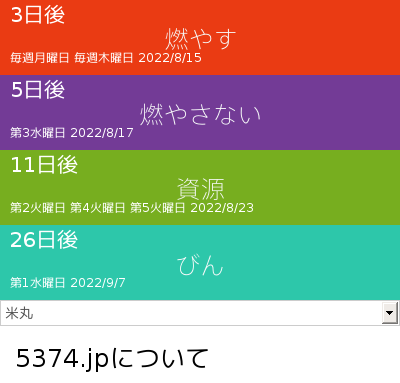 3日後
燃やす
毎週月曜日 毎週木曜日 2022/8/15
5日後
燃やさない
第3水曜日 2022/8/17
11日後
資源
第2火曜日 第4火曜日 第5火曜日 2022/8/23
26日後
びん
第1水曜日 2022/9/7
米丸
5374.jpについて